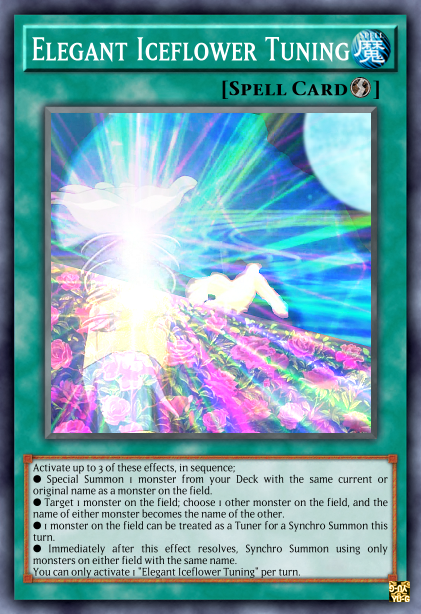 ELEGANT ICEFLOWER TUNING
SPELL
魔
[SPELL CARD]
Activate up to 3 of these effects, in sequence;
● Special Summon 1 monster from your Deck with the same current or
original name as a monster on the field.
● Target 1 monster on the field; choose 1 other monster on the field, and the
name of either monster becomes the name of the other.
● 1 monster on the field can be treated as a Tuner for a Synchro Summon this
turn.
● Immediately after this effect resolves, Synchro Summon using only
monsters on either field with the same name.
You can only activate 1 "Elegant Iceflower Tuning" per turn.